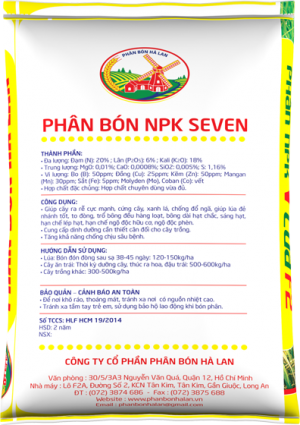 PHÂN BÓN HÀ LAN
PHÂN BÓN NPK SEVEN
THÀNH PHẦN:
• Đa lượng: Đạm (N): 20% ; Lân (P₂O₅): 6% ; Kali (K₂O): 18%
• Trung lượng: MgO: 0,01%; CaO: 0,0008%; SiO2: 0,005%; S: 1,16%
• Vi lượng: Bo (B): 50ppm; Đồng (Cu): 25ppm; Kẽm (Zn): 50ppm; Mangan
(Mn): 30ppm; Sắt (Fe): 5ppm; Molyden (Mo), Coban (Co): vết
• Hợp chất đặc chủng: Hợp chất chuyên dùng vừa đủ.
CÔNG DỤNG:
• Giúp cây ra rễ cực mạnh, cứng cây, xanh lá, chống đổ ngã, giúp lúa đẻ
nhánh tốt, to đòng, trổ bông đều hàng loạt, bông dài hạt chắc, sáng hạt,
hạn chế lép hạt, hạn chế ngộ độc hữu cơ, ngộ độc phèn.
• Cung cấp dinh dưỡng cần thiết cân đối cho cây trồng.
• Tăng khả năng chống chịu sâu bệnh.
HƯỚNG DẪN SỬ DỤNG:
• Lúa: Bón đón đòng sau sạ 38-45 ngày: 120-150kg/ha
• Cây ăn trái: Thời kỳ dưỡng cây, thúc ra hoa, đậu trái: 500-600kg/ha
• Cây trồng khác: 300-500kg/ha
BẢO QUẢN – CẢNH BÁO AN TOÀN
• Để nơi khô ráo, thoáng mát, tránh xa nơi có nguồn nhiệt cao.
• Tránh xa tầm tay trẻ em, sử dụng bảo hộ lao động khi bón phân.
Số TCCS: HLF HCM 19/2014
HSD: 2 năm
NSX:
CÔNG TY CỔ PHẦN PHÂN BÓN HÀ LAN
Văn phòng : 30/5/3A3 Nguyễn Văn Quá, Quận 12, Hồ Chí Minh
Nhà máy : Lô F2A, Đường Số 2, KCN Tân Kim, Tân Kim, Cần Giuộc, Long An
ĐT : (072) 3874 686 - Fax : (072) 3875 688
Website : www.phanbonhalan.vn
Email : phanbonhalan@gmail.com